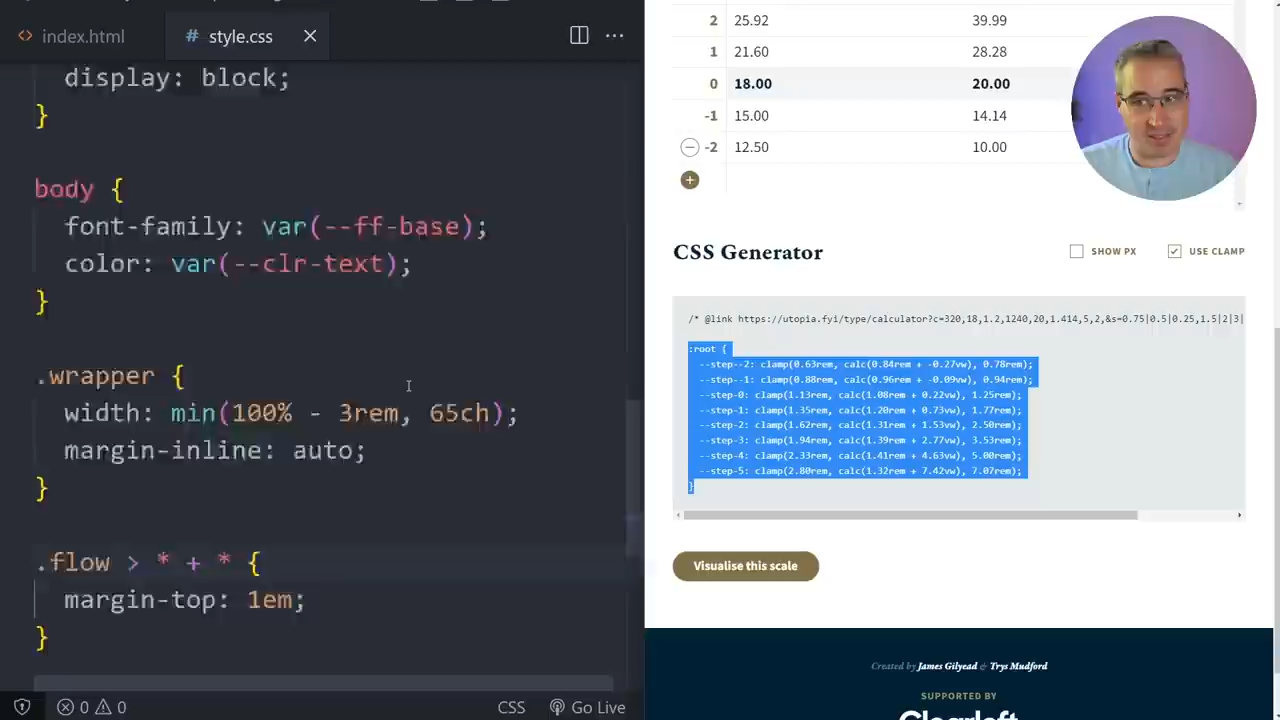 index.html
style.css
display: block;
}
body {
font-family: var(--ff-base);
color: var(--clr-text);
}
.wrapper {
width: min(100% - 3rem, 65ch);
margin-inline: auto;
}
.flow > * + * {
margin-top: 1em;
}
0 0
CSS
Go Live
2 25.92 39.99
1 21.60 28.28
0 18.00 20.00
-1 15.00 14.14
-2 12.50 10.00
CSS Generator
SHOW PX
USE CLAMP
/* @link https://utopia.fyi/type/calculator?c=320,18,1.2,1240,20,1.414,5,2,&s=0.75|0.5|0.25,1.5|2|3|
:root {
--step--2: clamp(0.63rem, calc(0.84rem + -0.27vw), 0.78rem);
--step--1: clamp(0.88rem, calc(0.96rem + -0.09vw), 0.94rem);
--step-0: clamp(1.13rem, calc(1.08rem + 0.22vw), 1.25rem);
--step-1: clamp(1.35rem, calc(1.20rem + 0.73vw), 1.77rem);
--step-2: clamp(1.62rem, calc(1.31rem + 1.53vw), 2.50rem);
--step-3: clamp(1.94rem, calc(1.39rem + 2.77vw), 3.53rem);
--step-4: clamp(2.33rem, calc(1.41rem + 4.63vw), 5.00rem);
--step-5: clamp(2.80rem, calc(1.32rem + 7.42vw), 7.07rem);
}
Visualise this scale
Created by James Gilyead & Trys Mudford
SUPPORTED BY
Clearleft